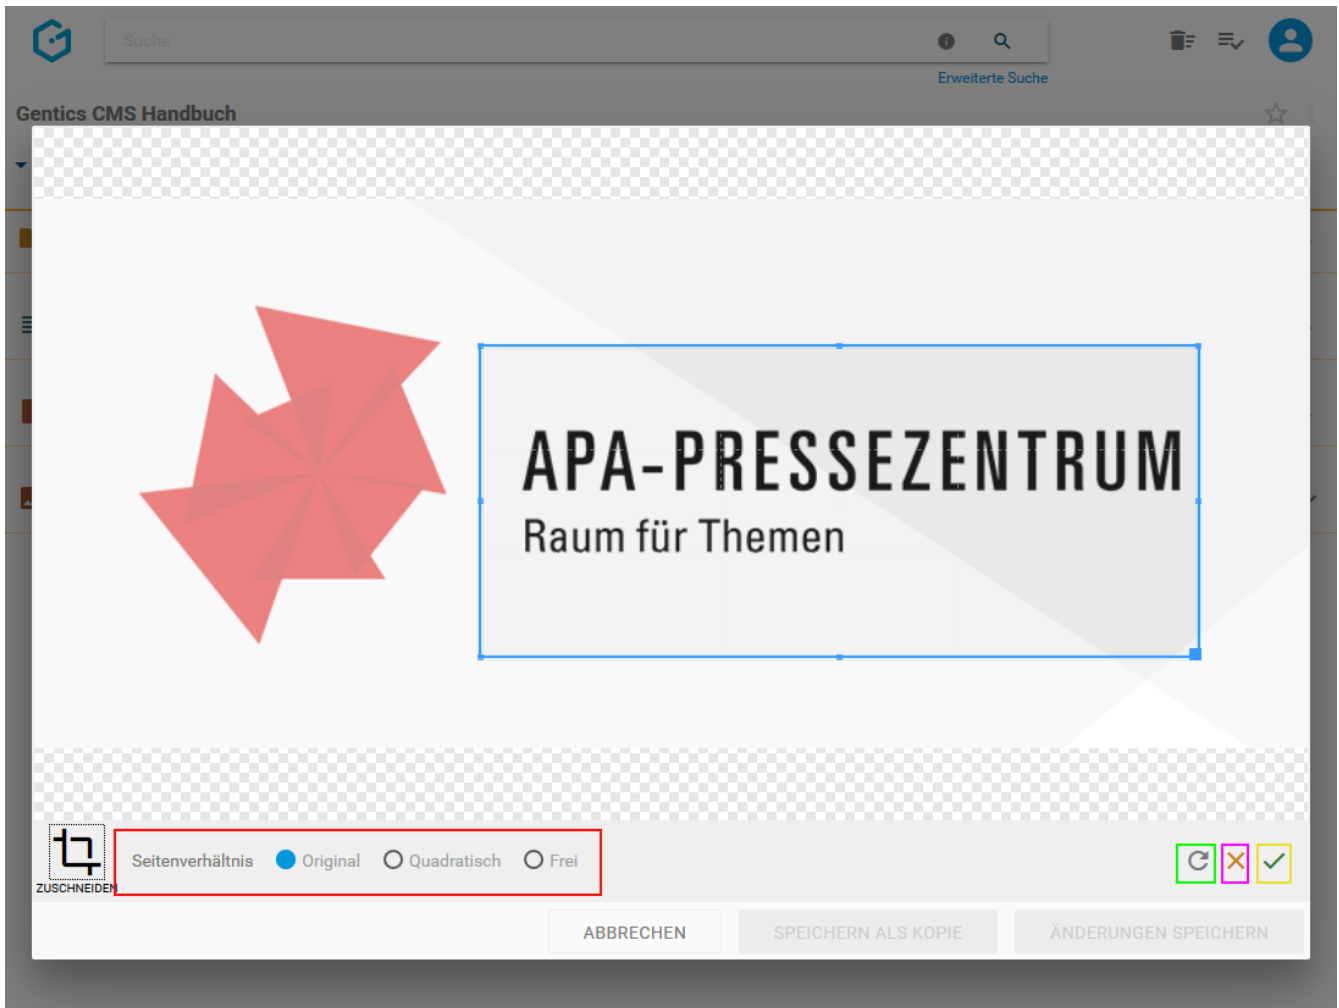 Suche
Erweiterte Suche
Gentics CMS Handbuch
APA-PRESSEZENTRUM
Raum für Themen
ZUSCHNEIDEN
Seitenverhältnis Original Quadratisch Frei
ABBRECHEN SPEICHERN ALS KOPIE ÄNDERUNGEN SPEICHERN